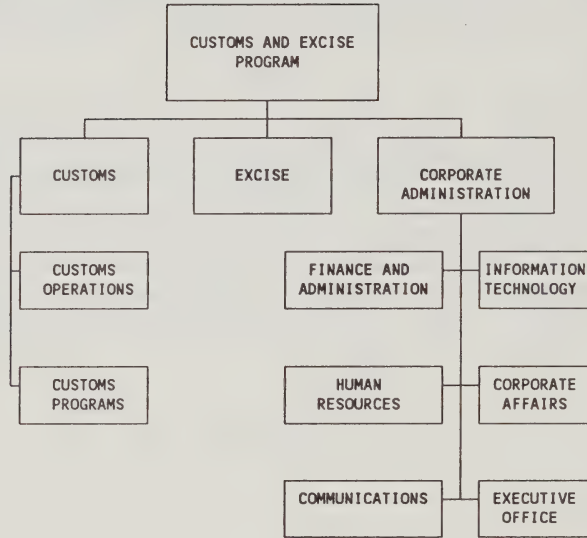 CUSTOMS AND EXCISE
PROGRAM
CUSTOMS
EXCISE
CORPORATE
ADMINISTRATION
CUSTOMS
OPERATIONS
FINANCE AND
ADMINISTRATION
INFORMATION
TECHNOLOGY
CUSTOMS
PROGRAMS
HUMAN
RESOURCES
CORPORATE
AFFAIRS
COMMUNICATIONS
EXECUTIVE
OFFICE